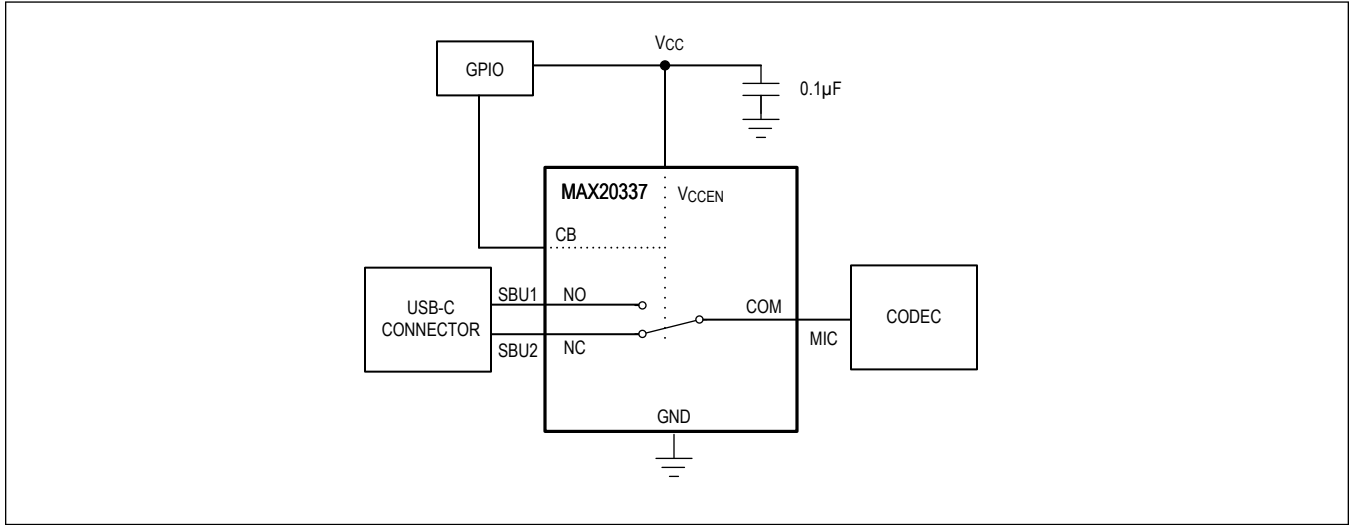 VCC
GPIO
0.1µF
MAX20337
VCCEN
CB
USB-C
CONNECTOR
SBU1
NO
COM
CODEC
SBU2
NC
MIC
GND